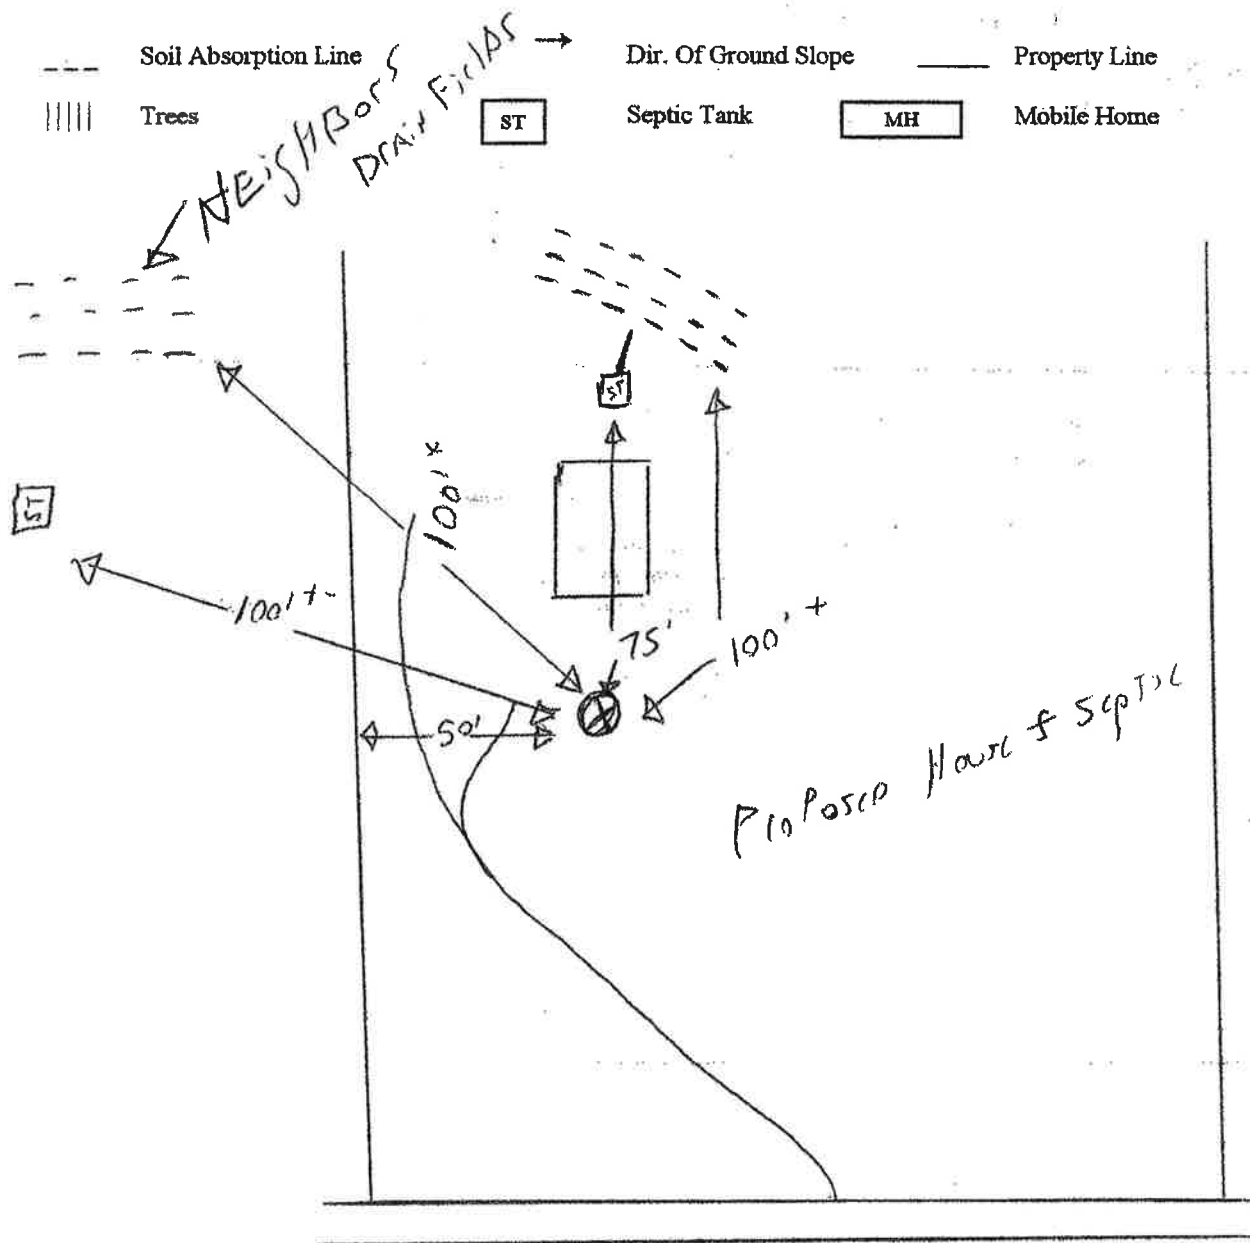 Soil Absorption Line
Dir. Of Ground Slope
Property Line
Trees
ST
Septic Tank
MH
Mobile Home
NEighBors
Drain Fields
ST
ST
100'+
100'+-
75'
100'+
50'
Proposed House & Septic